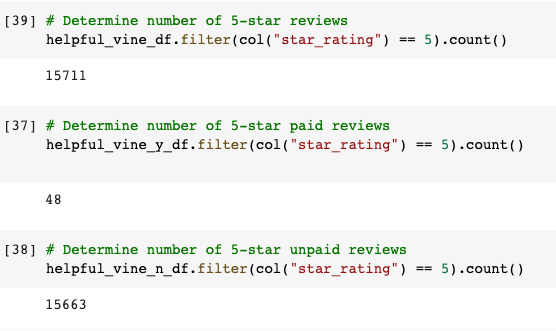 [39] # Determine number of 5-star reviews
helpful_vine_df.filter(col("star_rating") == 5).count()
15711
[37] # Determine number of 5-star paid reviews
helpful_vine_y_df.filter(col("star_rating") == 5).count()
48
[38] # Determine number of 5-star unpaid reviews
helpful_vine_n_df.filter(col("star_rating") == 5).count()
15663